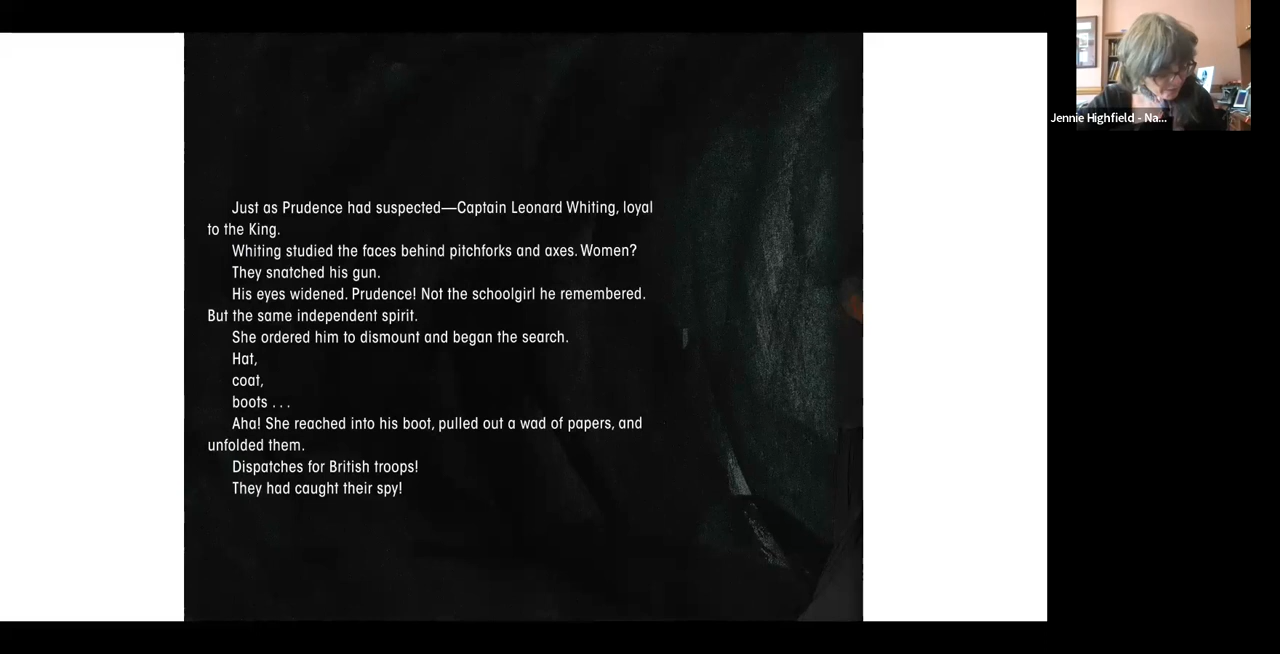 Just as Prudence had suspected—Captain Leonard Whiting, loyal
to the King.
Whiting studied the faces behind pitchforks and axes. Women?
They snatched his gun.
His eyes widened. Prudence! Not the schoolgirl he remembered.
But the same independent spirit.
She ordered him to dismount and began the search.
Hat,
coat,
boots . . .
Aha! She reached into his boot, pulled out a wad of papers, and
unfolded them.
Dispatches for British troops!
They had caught their spy!
Jennie Highfield - Na...